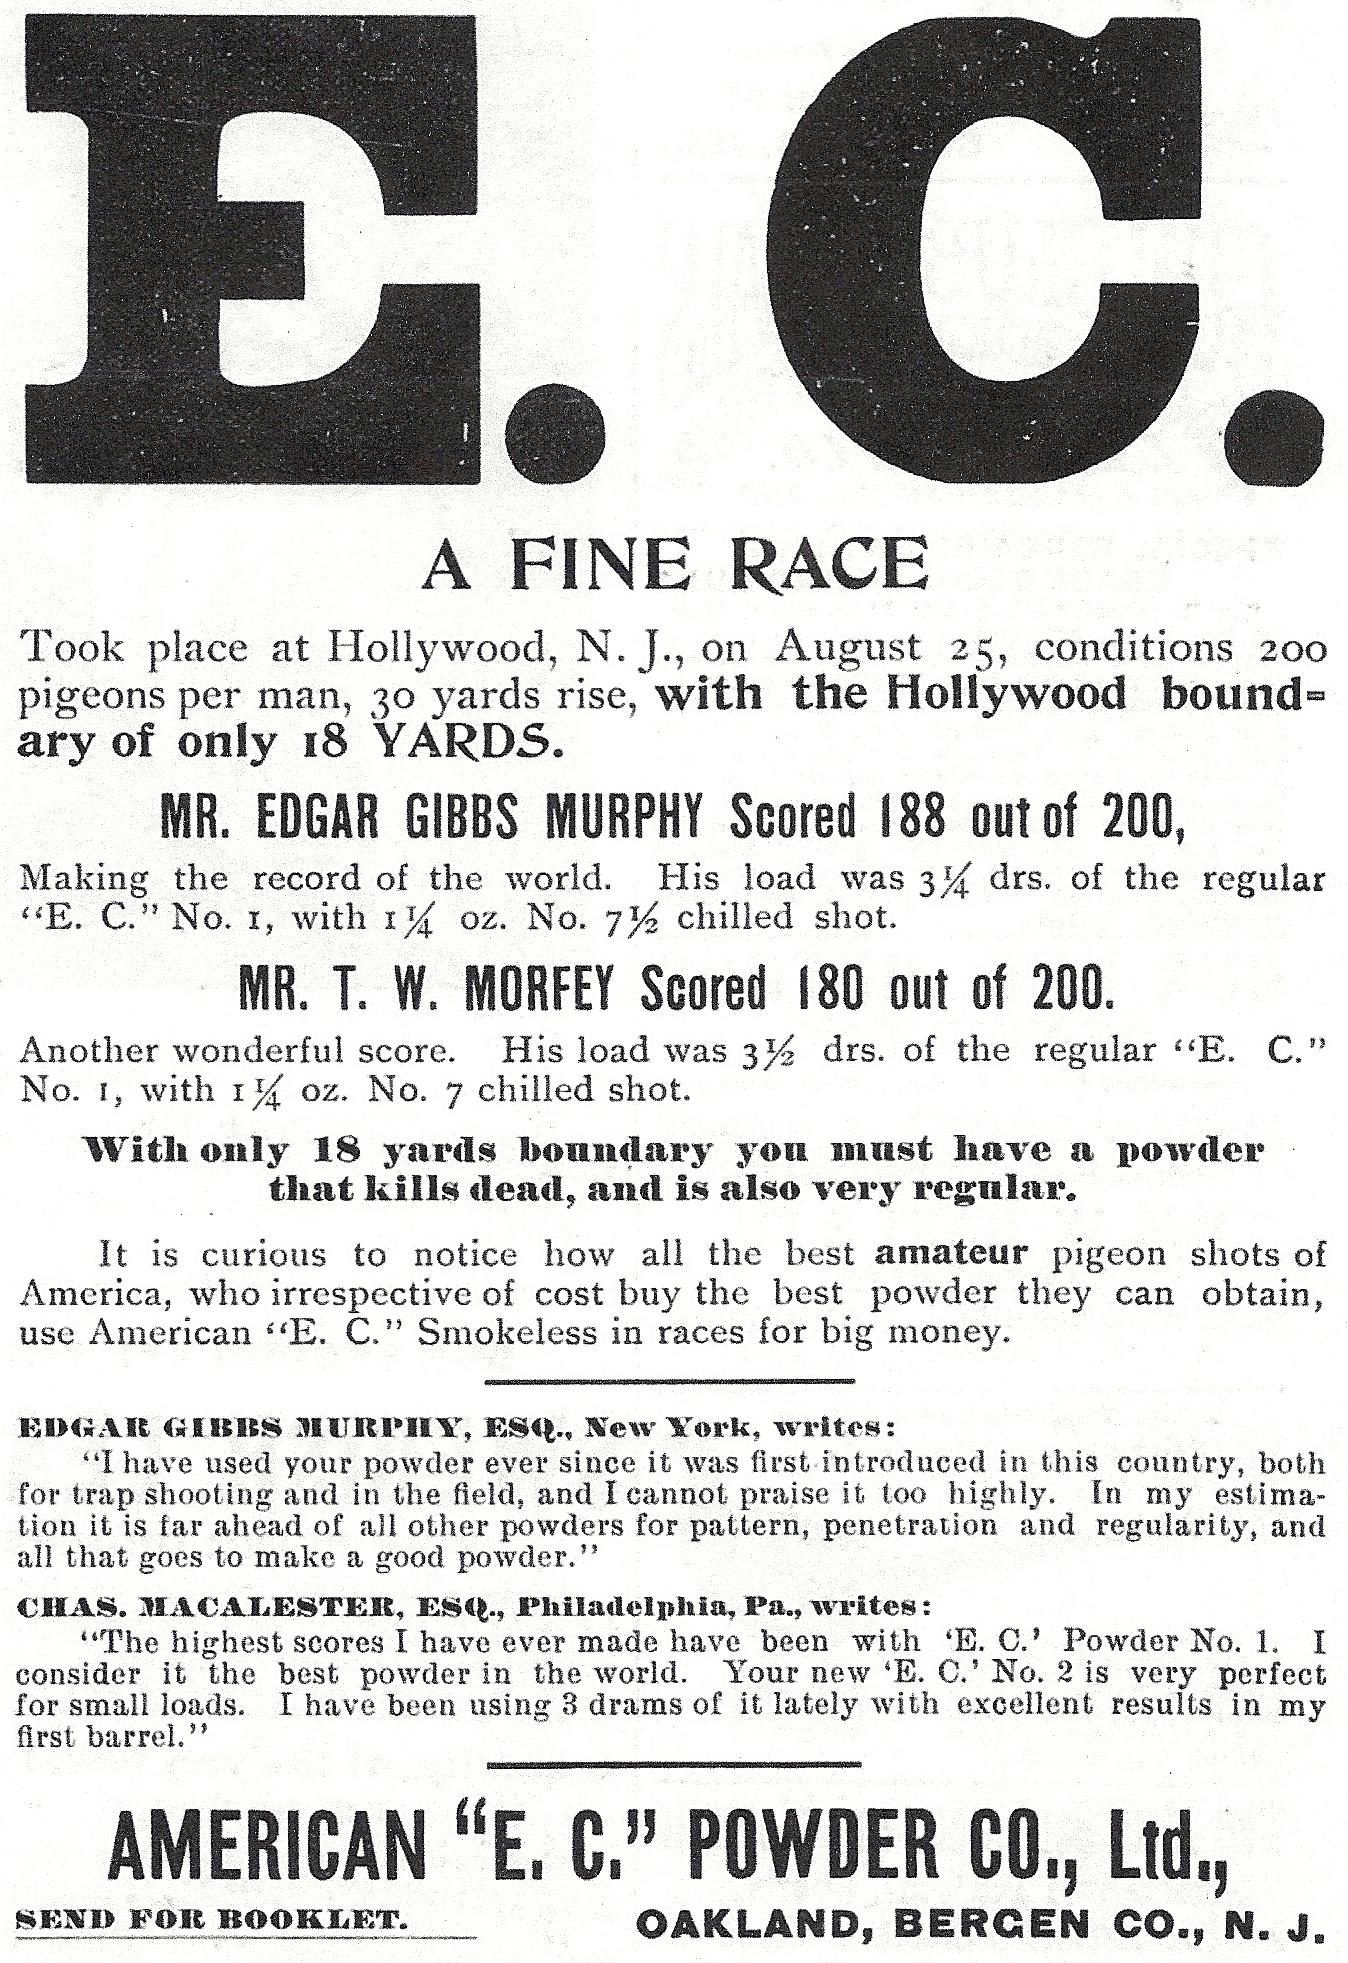 E. C.
A FINE RACE
Took place at Hollywood, N. J., on August 25, conditions 200
pigeons per man, 30 yards rise, with the Hollywood bound=
ary of only 18 YARDS.
MR. EDGAR GIBBS MURPHY Scored 188 out of 200,
Making the record of the world. His load was 3¼ drs. of the regular
“E. C.” No. 1, with 1¼ oz. No. 7½ chilled shot.
MR. T. W. MORFEY Scored 180 out of 200.
Another wonderful score. His load was 3½ drs. of the regular “E. C.”
No. 1, with 1¼ oz. No. 7 chilled shot.
With only 18 yards boundary you must have a powder
that kills dead, and is also very regular.
It is curious to notice how all the best amateur pigeon shots of
America, who irrespective of cost buy the best powder they can obtain,
use American “E. C.” Smokeless in races for big money.
EDGAR GIBBS MURPHY, ESQ., New York, writes:
“I have used your powder ever since it was first introduced in this country, both
for trap shooting and in the field, and I cannot praise it too highly. In my estima-
tion it is far ahead of all other powders for pattern, penetration and regularity, and
all that goes to make a good powder.”
CHAS. MACALESTER, ESQ., Philadelphia, Pa., writes:
“The highest scores I have ever made have been with ‘E. C.’ Powder No. 1. I
consider it the best powder in the world. Your new ‘E. C.’ No. 2 is very perfect
for small loads. I have been using 3 drams of it lately with excellent results in my
first barrel.”
AMERICAN “E. C.” POWDER CO., Ltd.,
SEND FOR BOOKLET. OAKLAND, BERGEN CO., N. J.